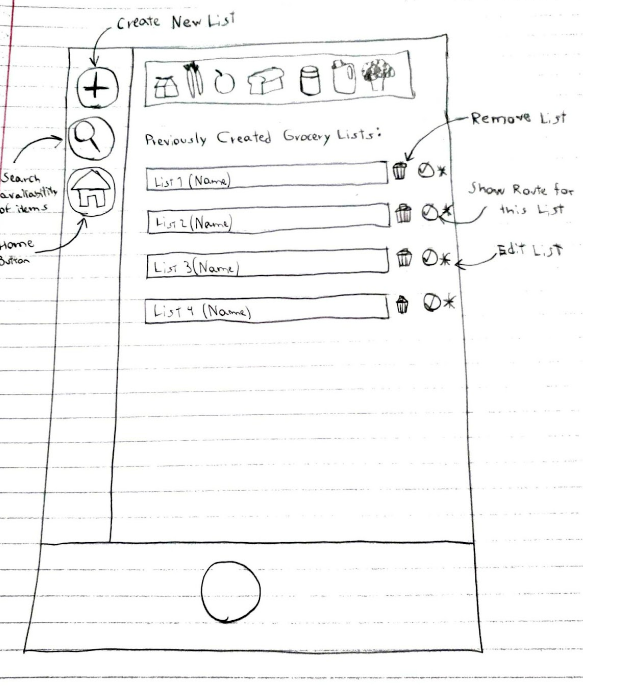 Create New List
Previously Created Grocery Lists:
Remove List
Search
availability
of items
List 1 (Name)
Show Route for
this List
List 2 (Name)
Home
Button
Edit List
List 3 (Name)
List 4 (Name)